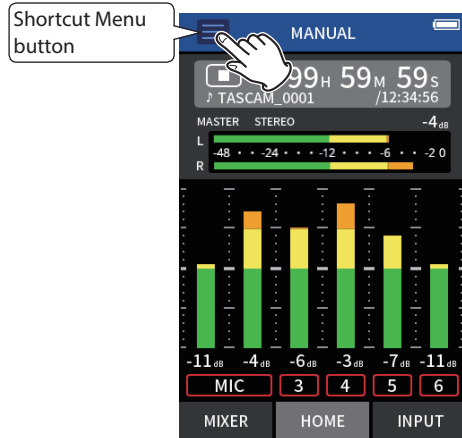 Shortcut Menu
button
MANUAL
99H 59M 59s
♪ TASCAM_0001 /12:34:56
MASTER STEREO -4dB
L
-48 · · -24 · · · -12 · · · -6 · · -2 0
R
-11dB -4dB -6dB -3dB -7dB -11dB
MIC 3 4 5 6
MIXER HOME INPUT